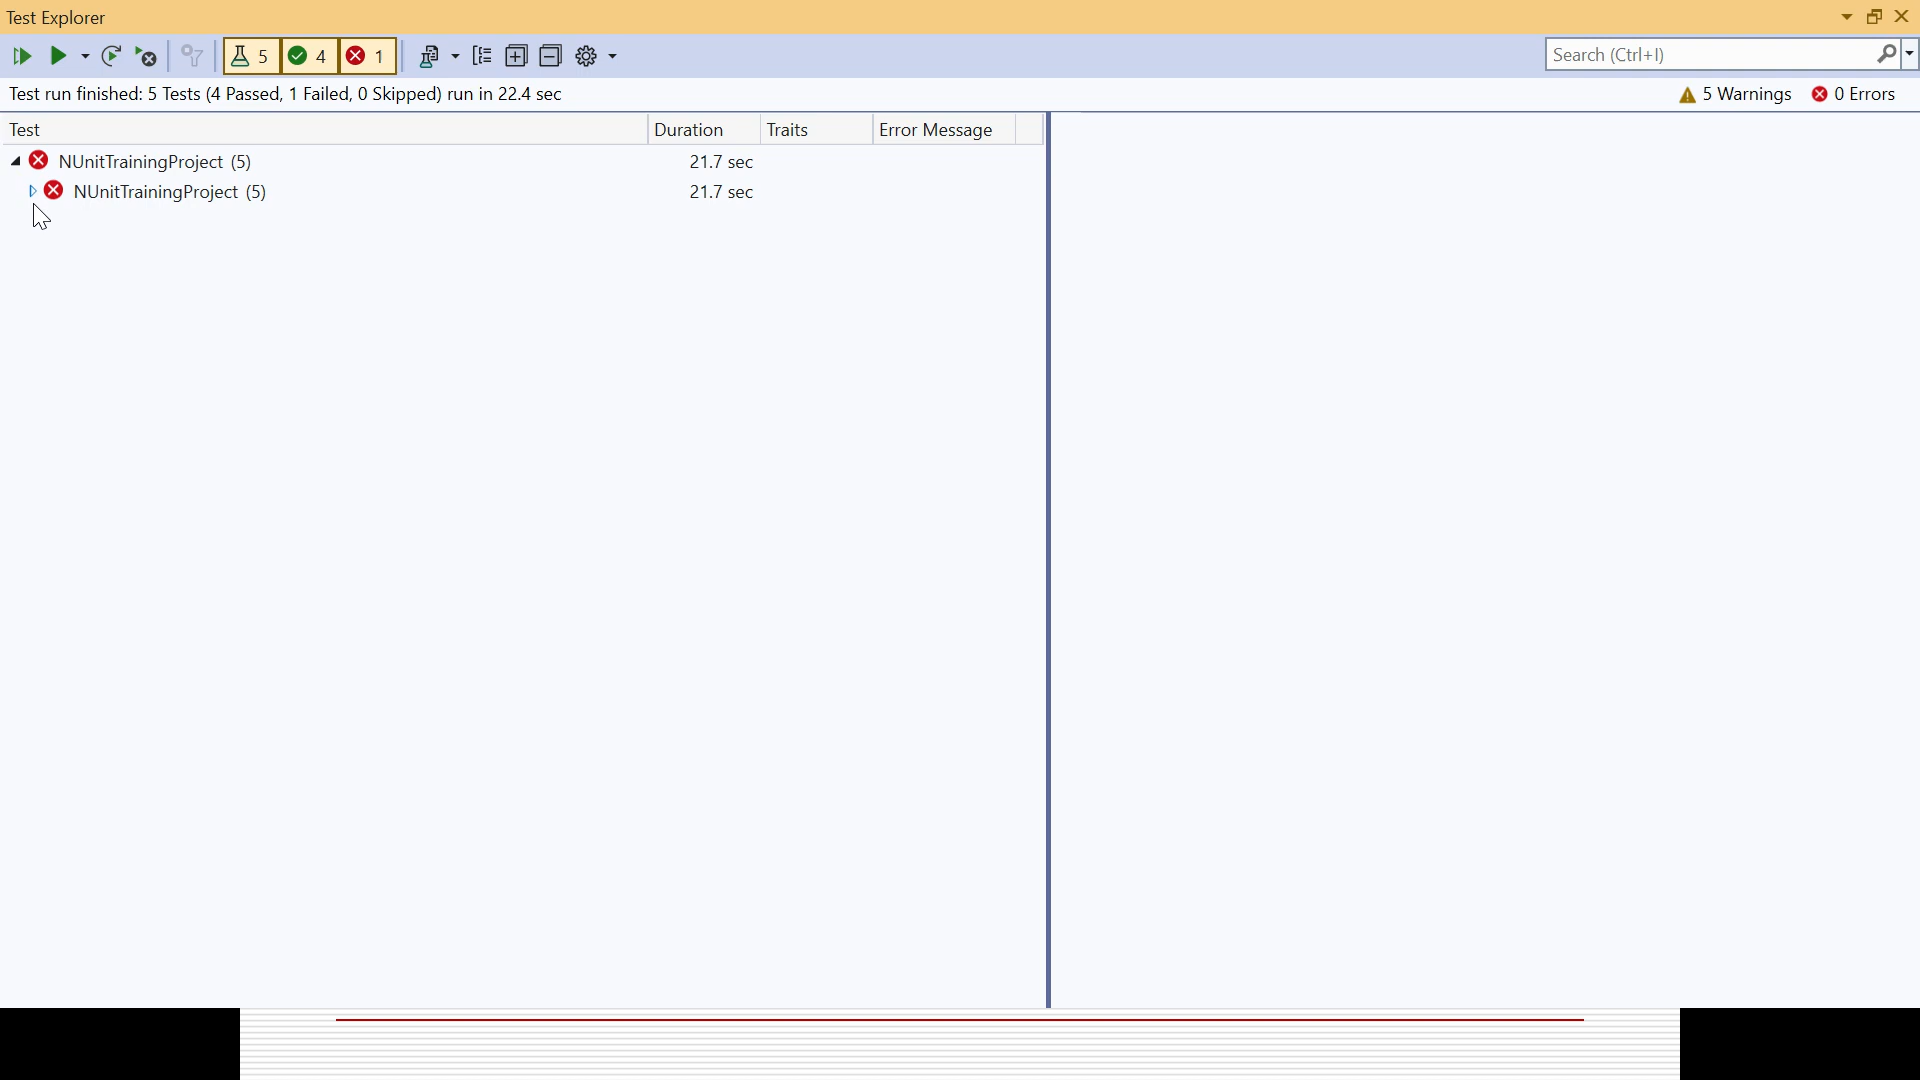 Test Explorer
5 4 1
Search (Ctrl+I)
Test run finished: 5 Tests (4 Passed, 1 Failed, 0 Skipped) run in 22.4 sec
5 Warnings 0 Errors
Test Duration Traits Error Message
NUnitTrainingProject (5) 21.7 sec
NUnitTrainingProject (5) 21.7 sec